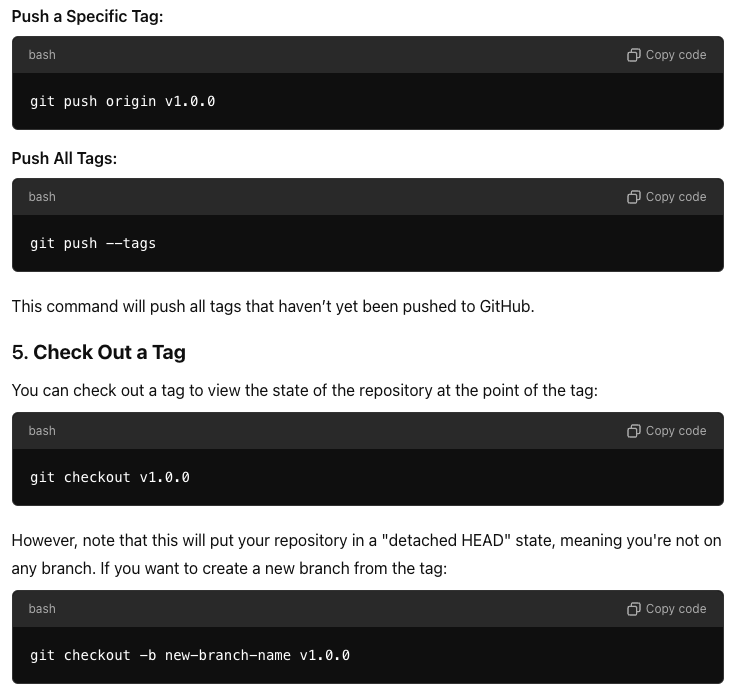 Push a Specific Tag:
bash
Copy code
git push origin v1.0.0
Push All Tags:
bash
Copy code
git push --tags
This command will push all tags that haven’t yet been pushed to GitHub.
5. Check Out a Tag
You can check out a tag to view the state of the repository at the point of the tag:
bash
Copy code
git checkout v1.0.0
However, note that this will put your repository in a "detached HEAD" state, meaning you're not on
any branch. If you want to create a new branch from the tag:
bash
Copy code
git checkout -b new-branch-name v1.0.0